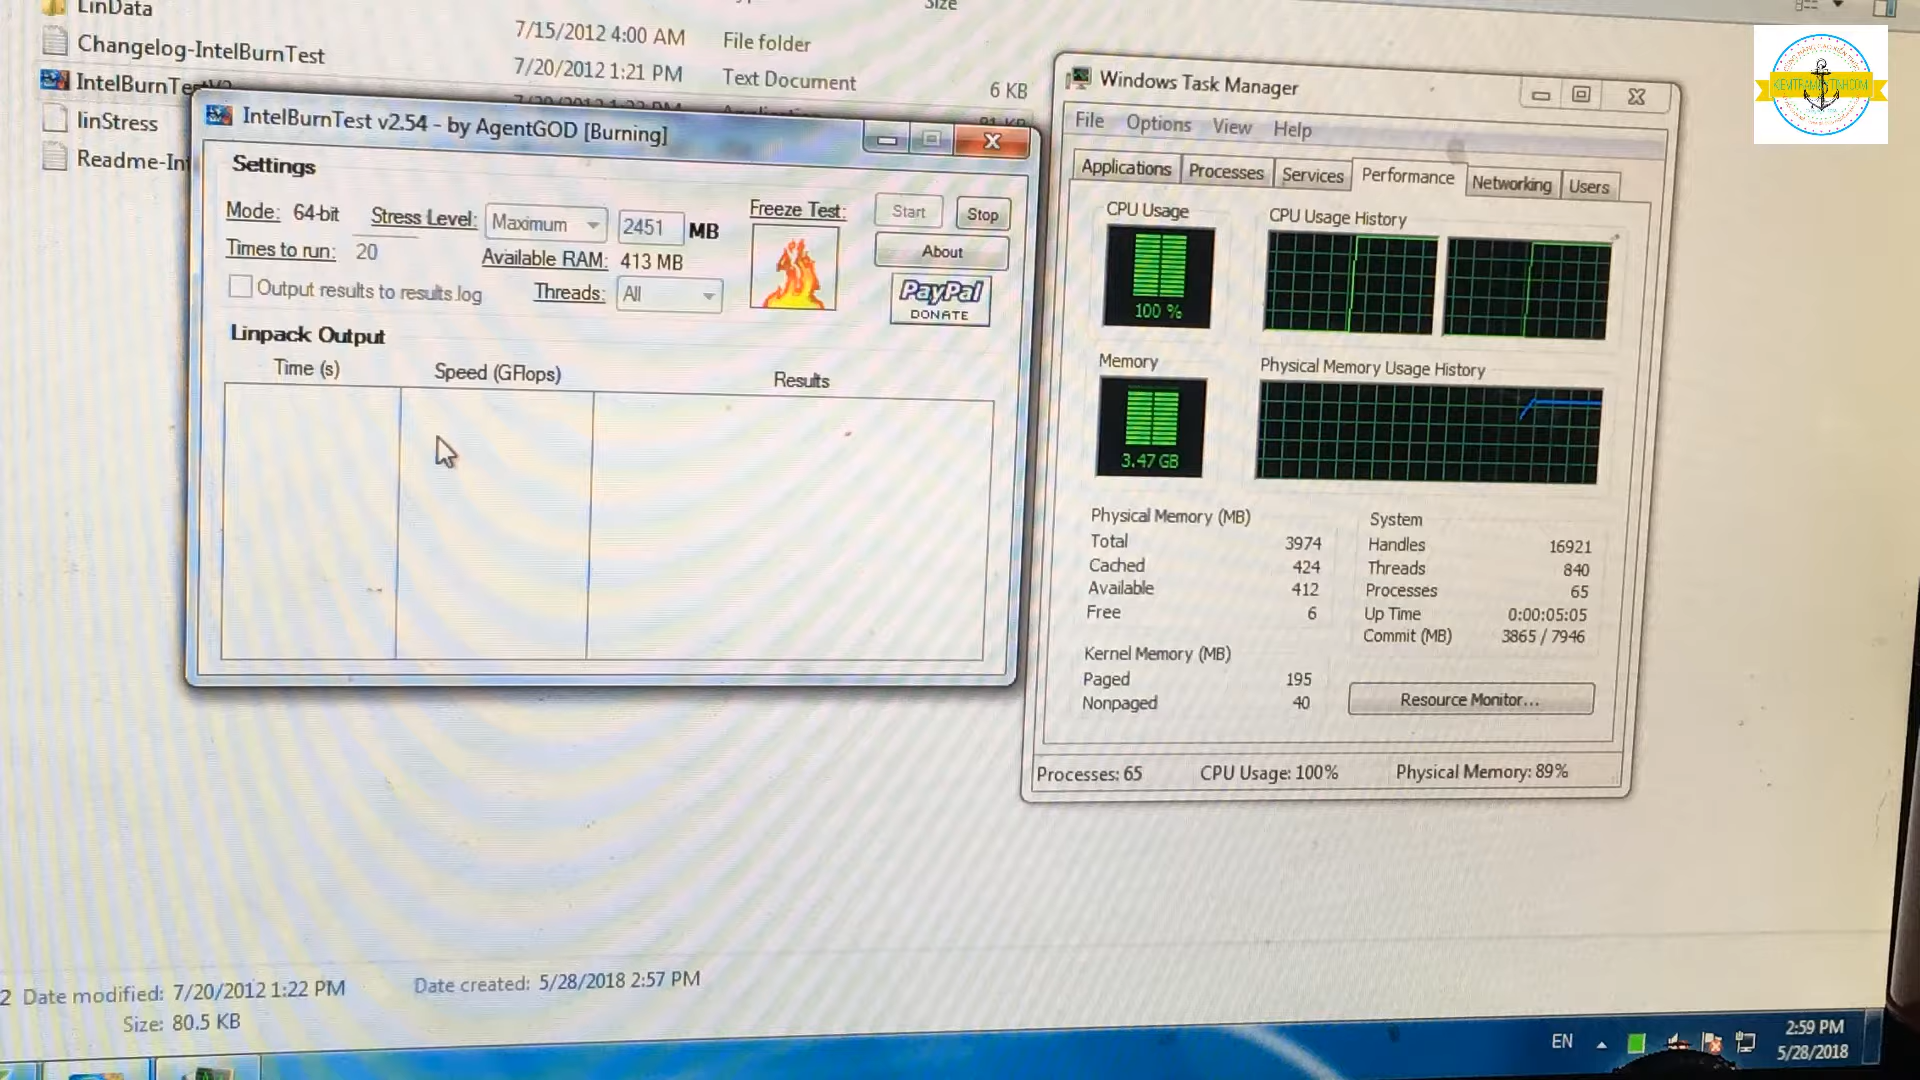 LinData
Size
7/15/2012 4:00 AM File folder
Changelog-IntelBurnTest 7/20/2012 1:21 PM Text Document 6 KB
IntelBurnTestV2
linStress
IntelBurnTest v2.54 - by AgentGOD [Burning]
Settings
Mode: 64-bit Stress Level: Maximum 2451 MB Freeze Test: Start Stop
Times to run: 20 Available RAM: 413 MB About
Output results to results.log Threads: All PayPal
DONATE
Linpack Output
Time (s) Speed (GFlops) Results
Windows Task Manager
File Options View Help
Applications Processes Services Performance Networking Users
CPU Usage CPU Usage History
100 %
Memory Physical Memory Usage History
3.47 GB
Physical Memory (MB)
Total 3974
Cached 424
Available 412
Free 6
Kernel Memory (MB)
Paged 195
Nonpaged 40
System
Handles 16921
Threads 840
Processes 65
Up Time 0:00:05:05
Commit (MB) 3865 / 7946
Resource Monitor...
Processes: 65 CPU Usage: 100% Physical Memory: 89%
2 Date modified: 7/20/2012 1:22 PM Date created: 5/28/2018 2:57 PM
Size: 80.5 KB
EN 2:59 PM
5/28/2018